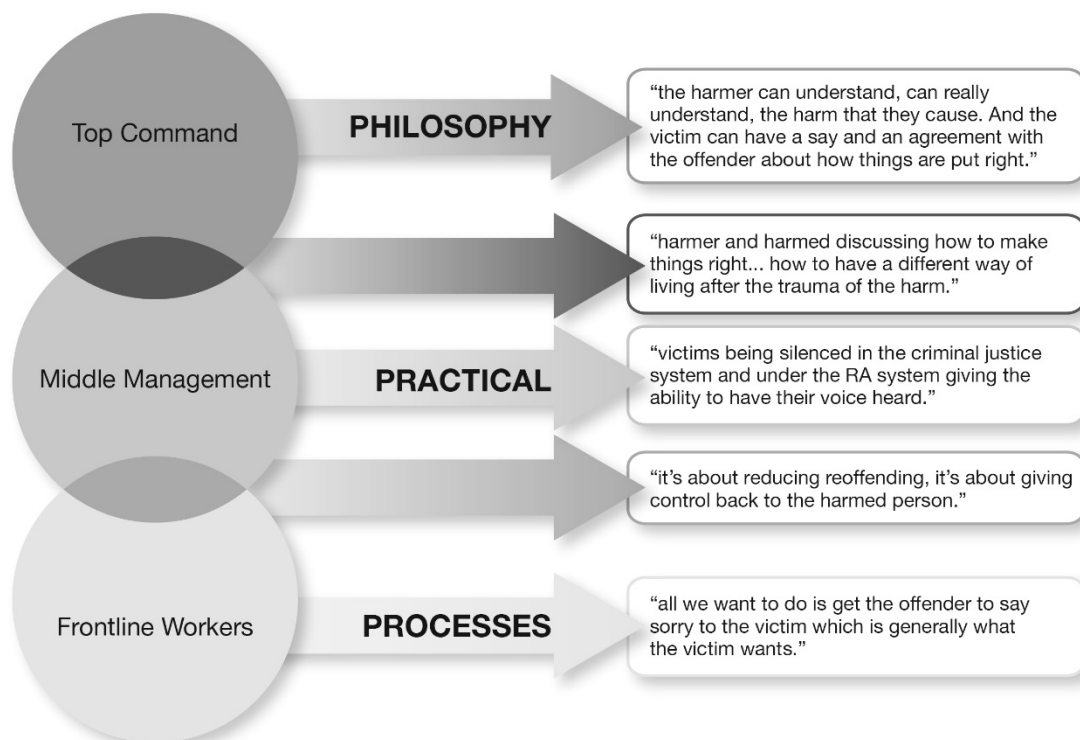 Top Command
PHILOSOPHY
“the harmer can understand, can really
understand, the harm that they cause. And the
victim can have a say and an agreement with
the offender about how things are put right.”
“harmer and harmed discussing how to make
things right... how to have a different way of
living after the trauma of the harm.”
Middle Management
PRACTICAL
“victims being silenced in the criminal justice
system and under the RA system giving the
ability to have their voice heard.”
“it’s about reducing reoffending, it’s about giving
control back to the harmed person.”
Frontline Workers
PROCESSES
“all we want to do is get the offender to say
sorry to the victim which is generally what
the victim wants.”